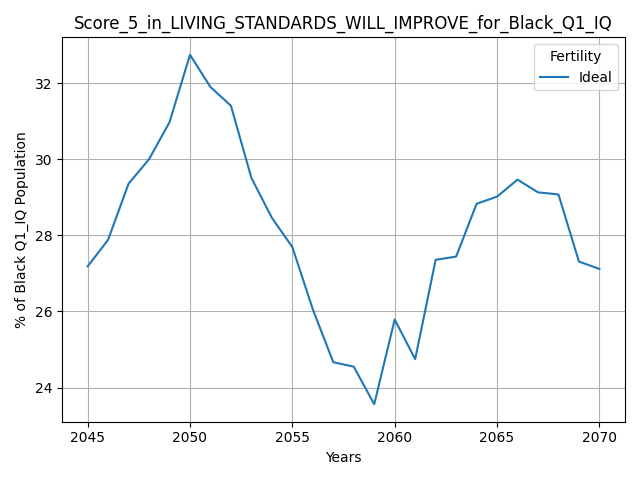 Score_5_in_LIVING_STANDARDS_WILL_IMPROVE_for_Black_Q1_IQ
Fertility
Ideal
% of Black Q1_IQ Population
32
30
28
26
24
2045
2050
2055
2060
2065
2070
Years